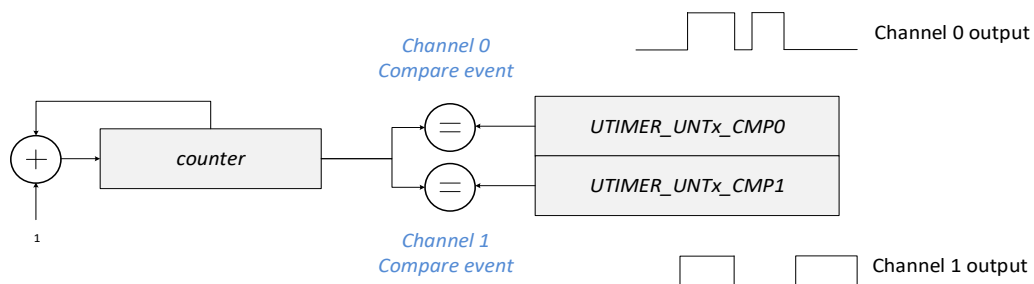 Channel 0
Compare event
Channel 0 output
UTIMER_UNTx_CMP0
counter
UTIMER_UNTx_CMP1
1
Channel 1
Compare event
Channel 1 output